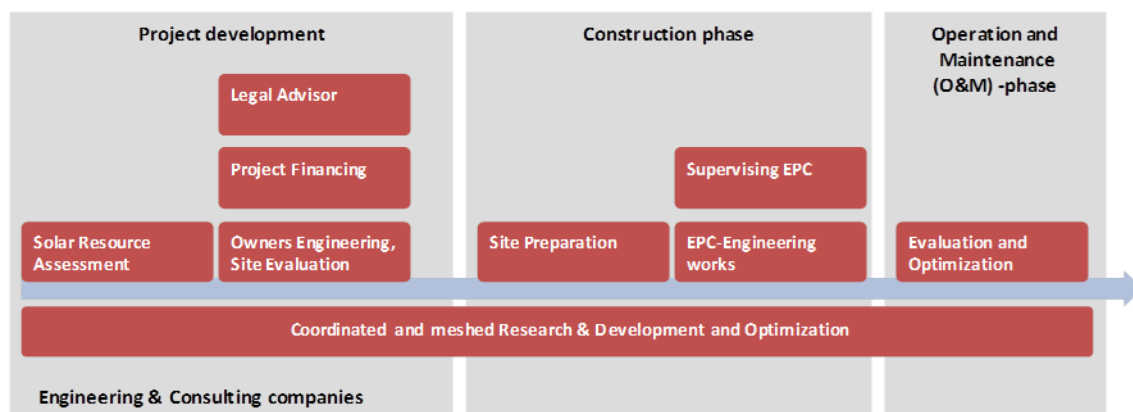 Project development
Construction phase
Operation and
Maintenance
(O&M) -phase
Legal Advisor
Project Financing
Supervising EPC
Solar Resource
Assessment
Owners Engineering,
Site Evaluation
Site Preparation
EPC-Engineering
works
Evaluation and
Optimization
Coordinated and meshed Research & Development and Optimization
Engineering & Consulting companies